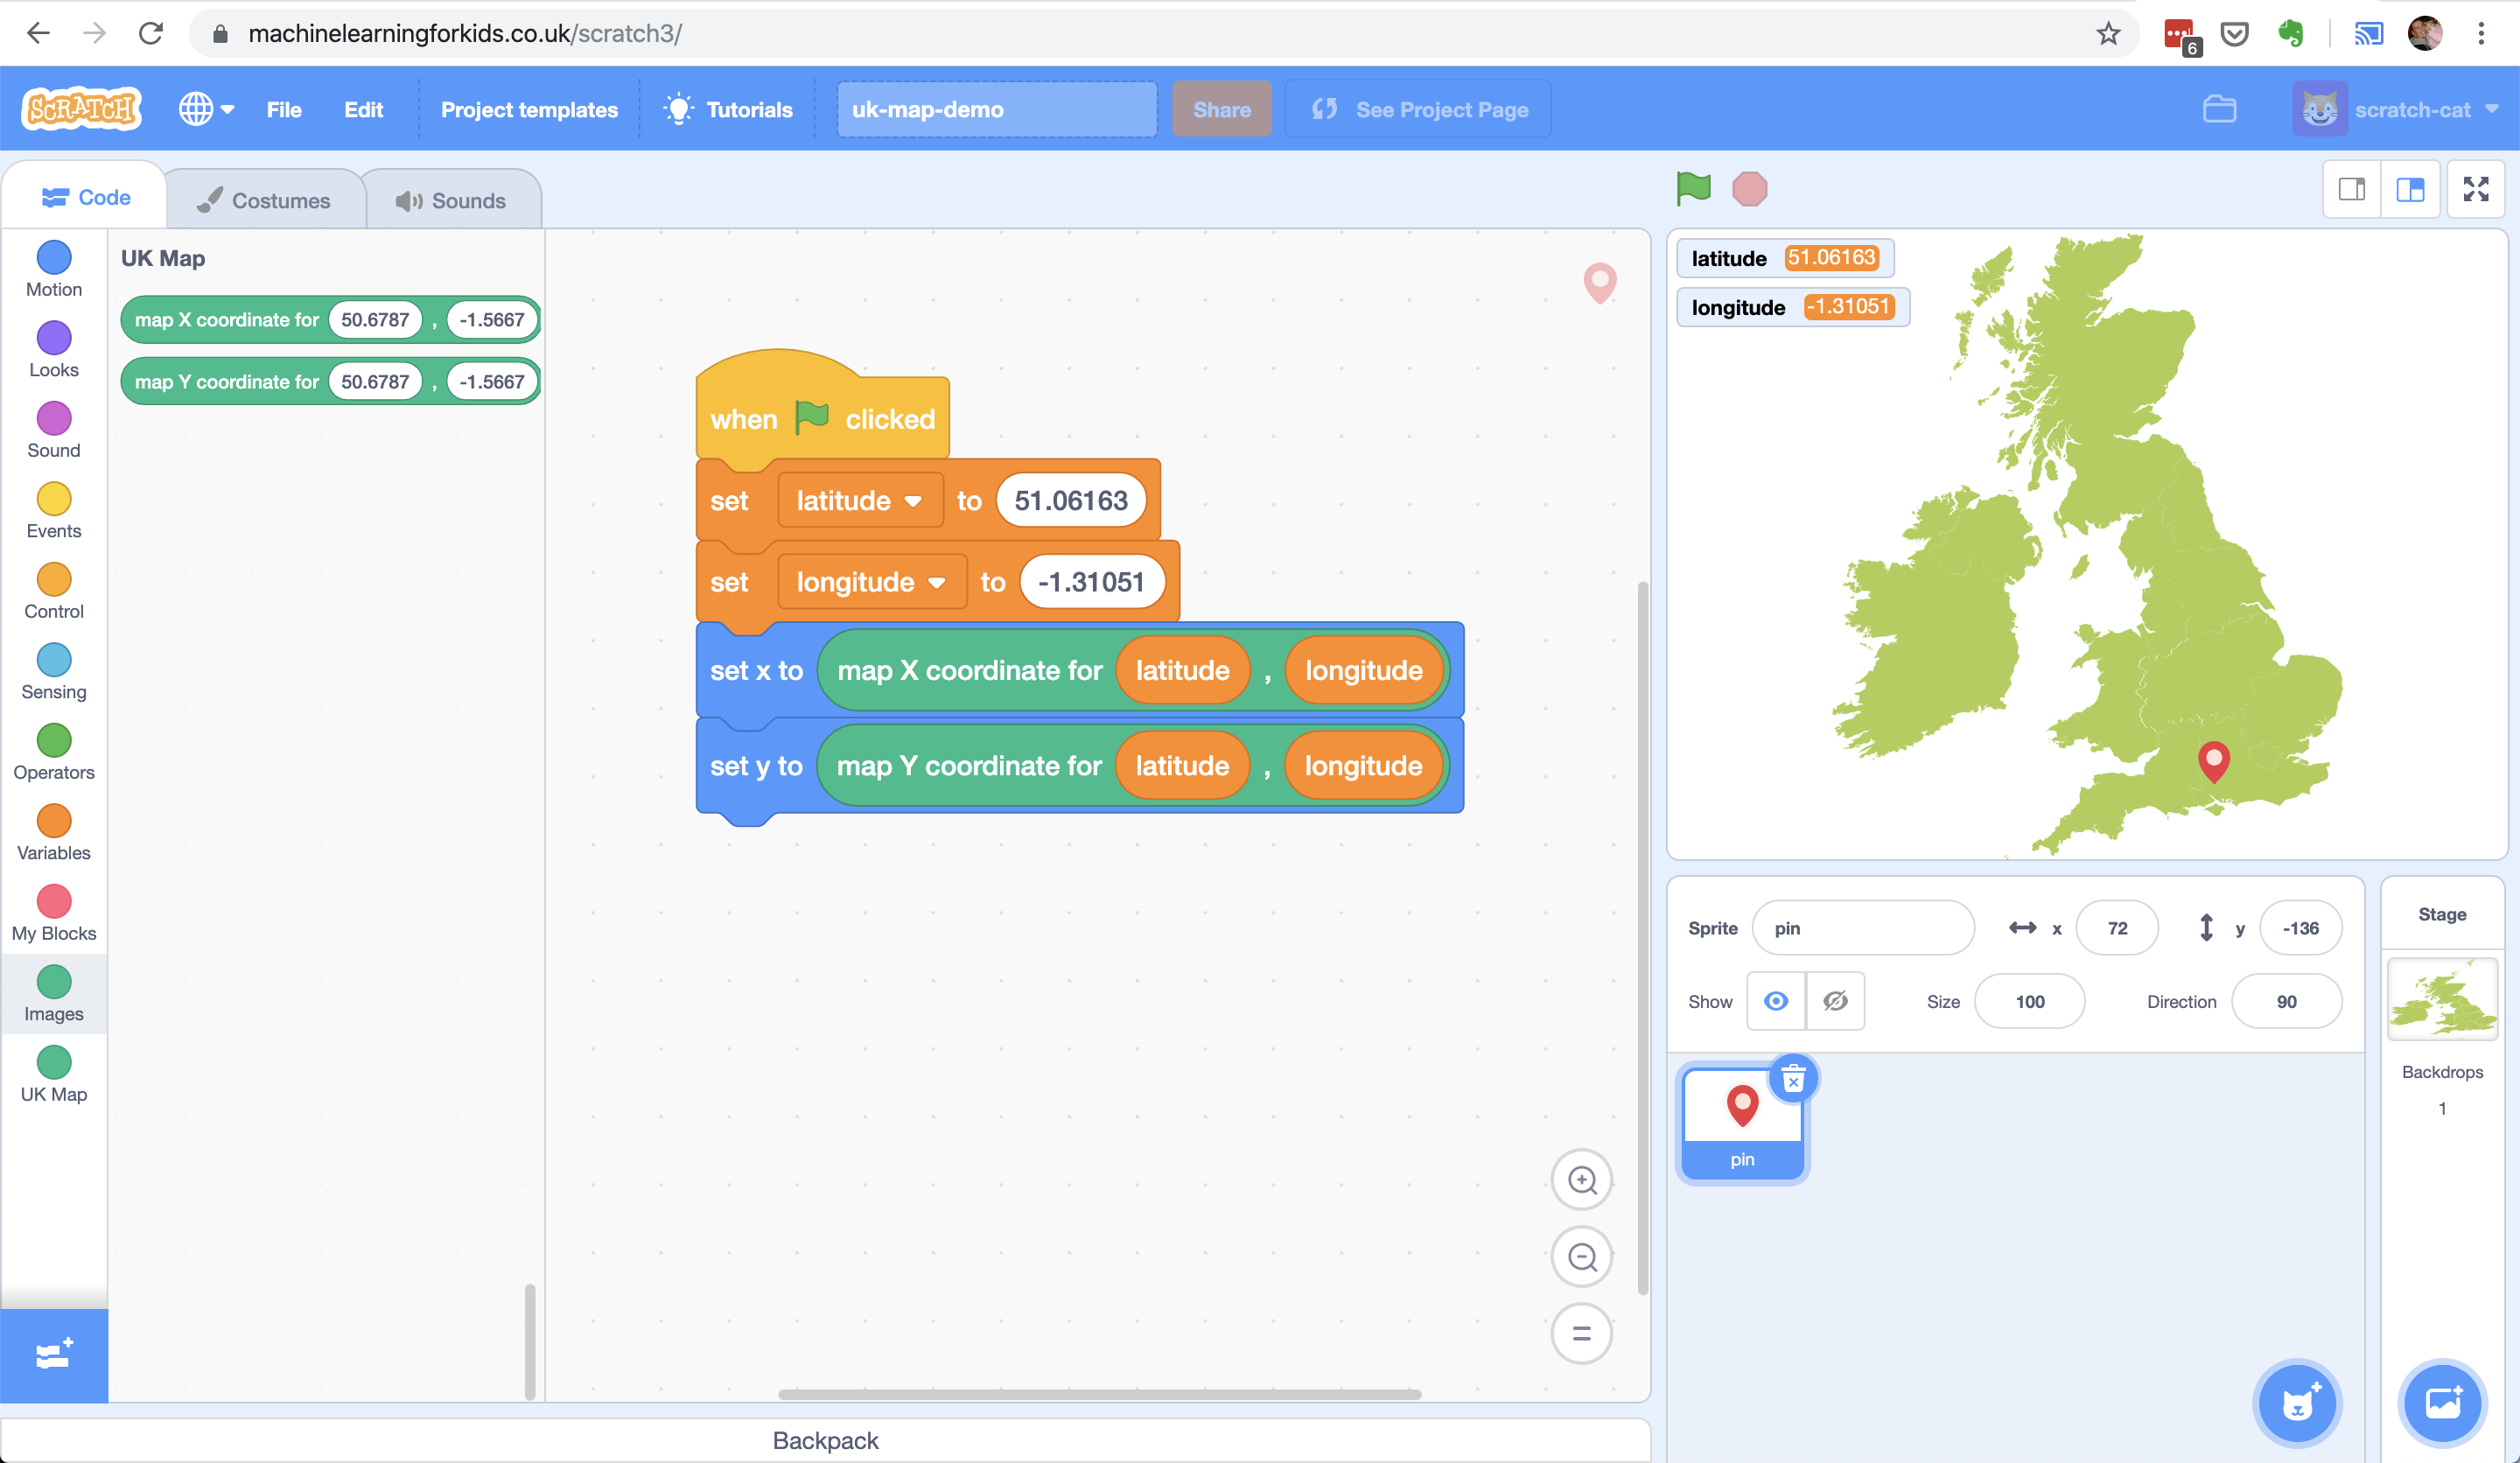 machinelearningforkids.co.uk/scratch3/
6
SCRATCH
File
Edit
Project templates
Tutorials
uk-map-demo
Share
See Project Page
scratch-cat
Code
Costumes
Sounds
Motion
Looks
Sound
Events
Control
Sensing
Operators
Variables
My Blocks
Images
UK Map
UK Map
map X coordinate for 50.6787 , -1.5667
map Y coordinate for 50.6787 , -1.5667
when clicked
set latitude to 51.06163
set longitude to -1.31051
set x to map X coordinate for latitude , longitude
set y to map Y coordinate for latitude , longitude
Backpack
latitude 51.06163
longitude -1.31051
Sprite pin x 72 y -136
Show Size 100 Direction 90
pin
Stage
Backdrops
1